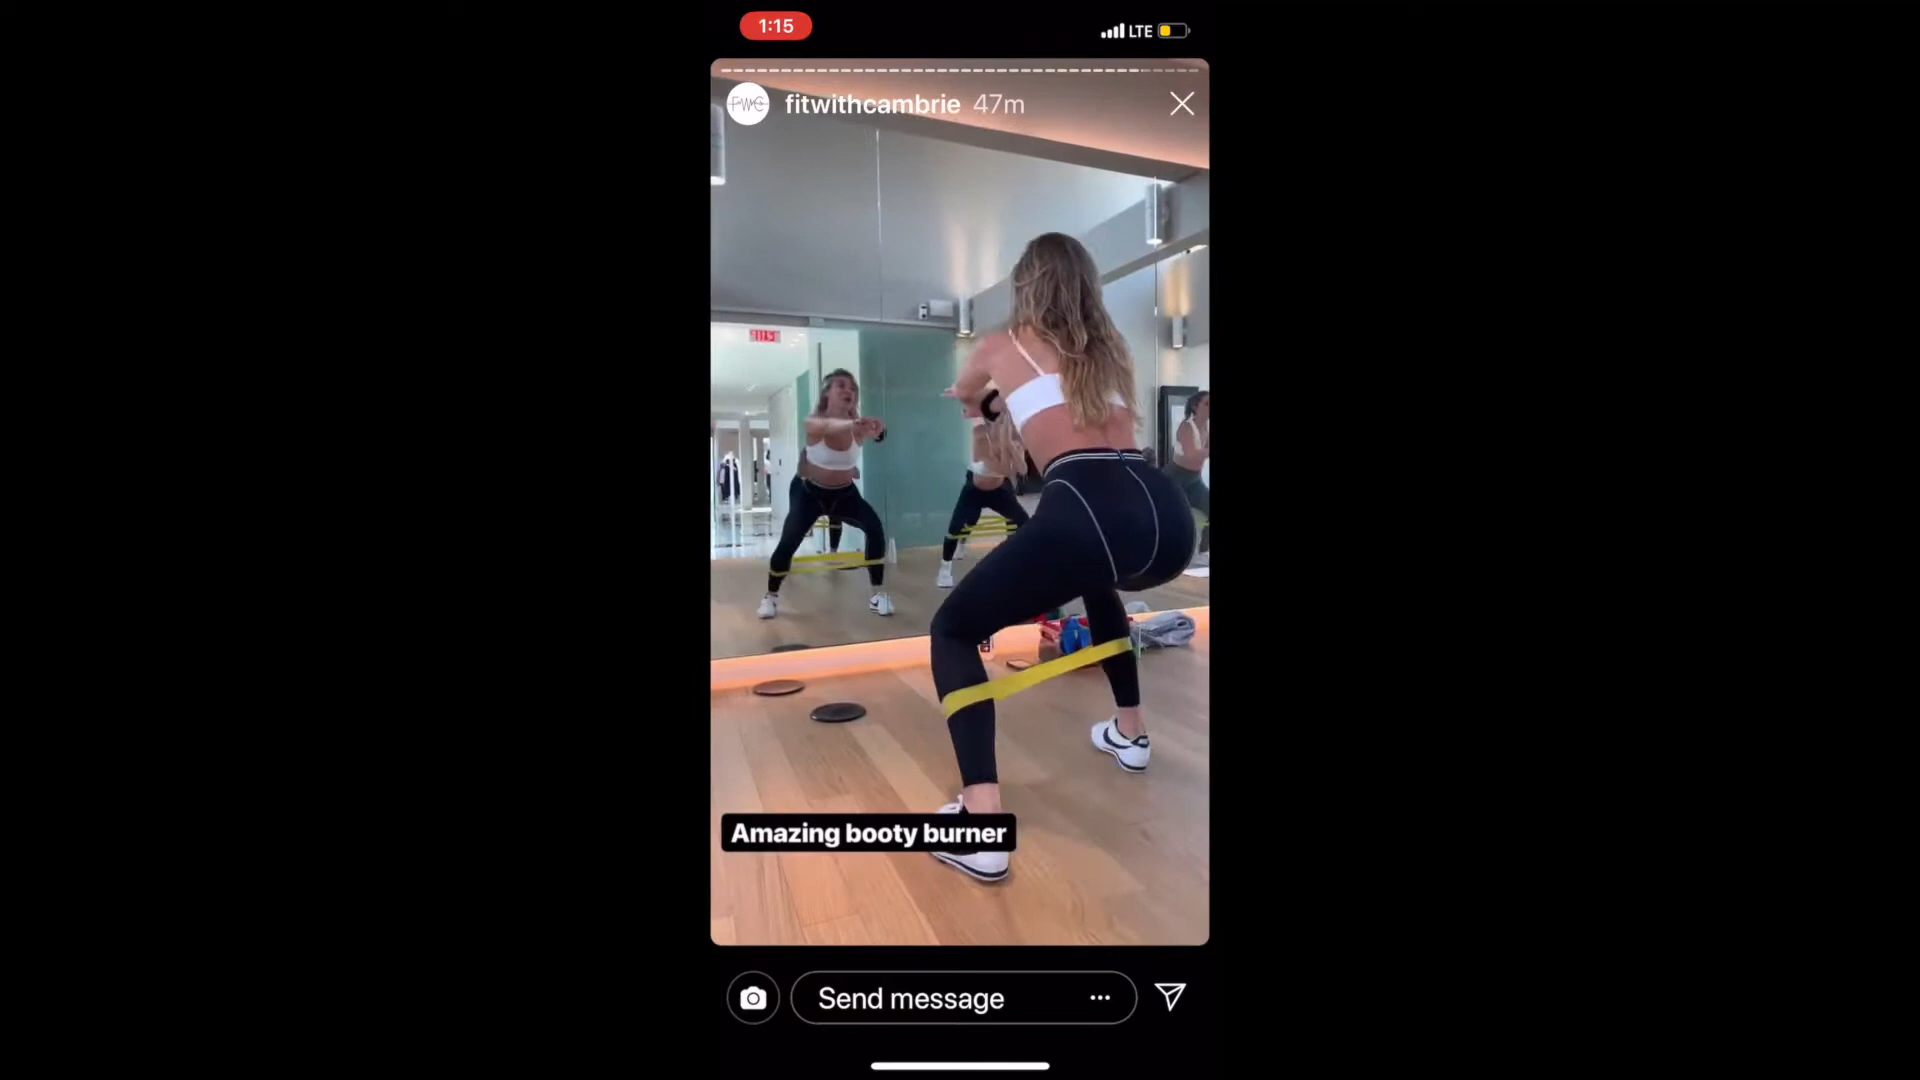 1:15
LTE
FWC
fitwithcambrie 47m
Amazing booty burner
Send message